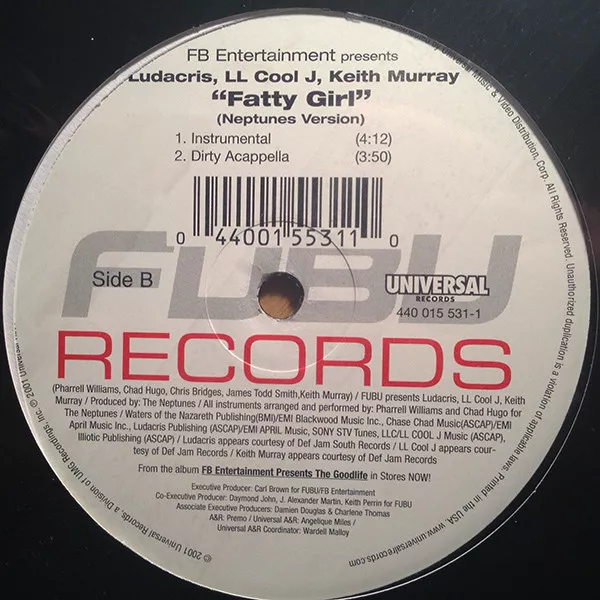 FB Entertainment presents
Ludacris, LL Cool J, Keith Murray
“Fatty Girl”
(Neptunes Version)
1. Instrumental (4:12)
2. Dirty Acappella (3:50)
0 44001 55311 0
Side B
FUBU
UNIVERSAL
RECORDS
440 015 531-1
RECORDS
(Pharrell Williams, Chad Hugo, Chris Bridges, James Todd Smith,Keith Murray) / FUBU presents Ludacris, LL Cool J, Keith
Murray / Produced by: The Neptunes / All instruments arranged and performed by: Pharrell Williams and Chad Hugo for
The Neptunes / Waters of the Nazareth Publishing(BMI)/EMI Blackwood Music Inc., Chase Chad Music(ASCAP)/EMI
April Music Inc., Ludacris Publishing (ASCAP)/EMI APRIL Music, SONY STV Tunes, LLC/LL COOL J Music (ASCAP),
Illiotic Publishing (ASCAP) / Ludacris appears courtesy of Def Jam South Records / LL Cool J appears cour-
tesy of Def Jam Records / Keith Murray appears courtesy of Def Jam Records
From the album FB Entertainment Presents The Goodlife in Stores NOW!
Executive Producer: Carl Brown for FUBU/FB Entertainment
Co-Executive Producer: Daymond John, J. Alexander Martin, Keith Perrin for FUBU
Associate Executive Producers: Damien Douglas & Charlene Thomas
A&R: Premo / Universal A&R: Angelique Miles /
Universal A&R Coordinator: Wardell Malloy
©2001 Universal Records, a Division of UMG Recordings, Inc. ℗ 2001 Universal
Universal Music & Video Distribution, Corp. All Rights Reserved. Unauthorized duplication is a violation of applicable laws. Printed in the USA. www.universalrecords.com